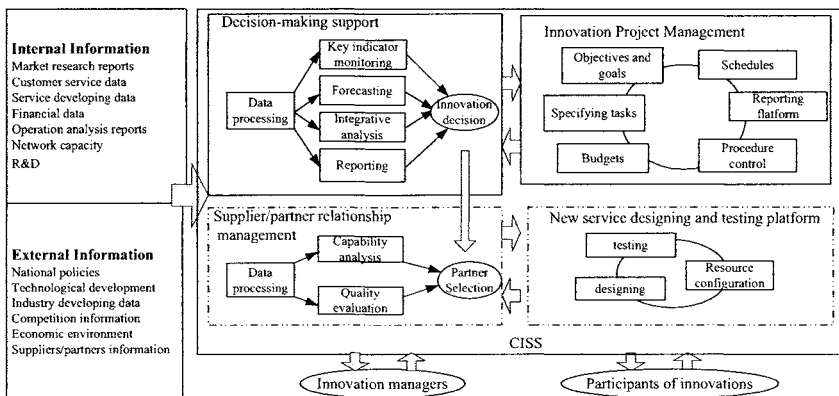 Internal Information
Market research reports
Customer service data
Service developing data
Financial data
Operation analysis reports
Network capacity
R&D
External Information
National policies
Technological development
Industry developing data
Competition information
Economic environment
Suppliers/partners information
Decision-making support
Data
processing
Key indicator
monitoring
Forecasting
Integrative
analysis
Reporting
Innovation
decision
Innovation Project Management
Objectives and
goals
Schedules
Specifying tasks
Reporting
flatform
Budgets
Procedure
control
Supplier/partner relationship
management
Data
processing
Capability
analysis
Quality
evaluation
Partner
Selection
New service designing and testing platform
testing
designing
Resource
configuration
CISS
Innovation managers
Participants of innovations